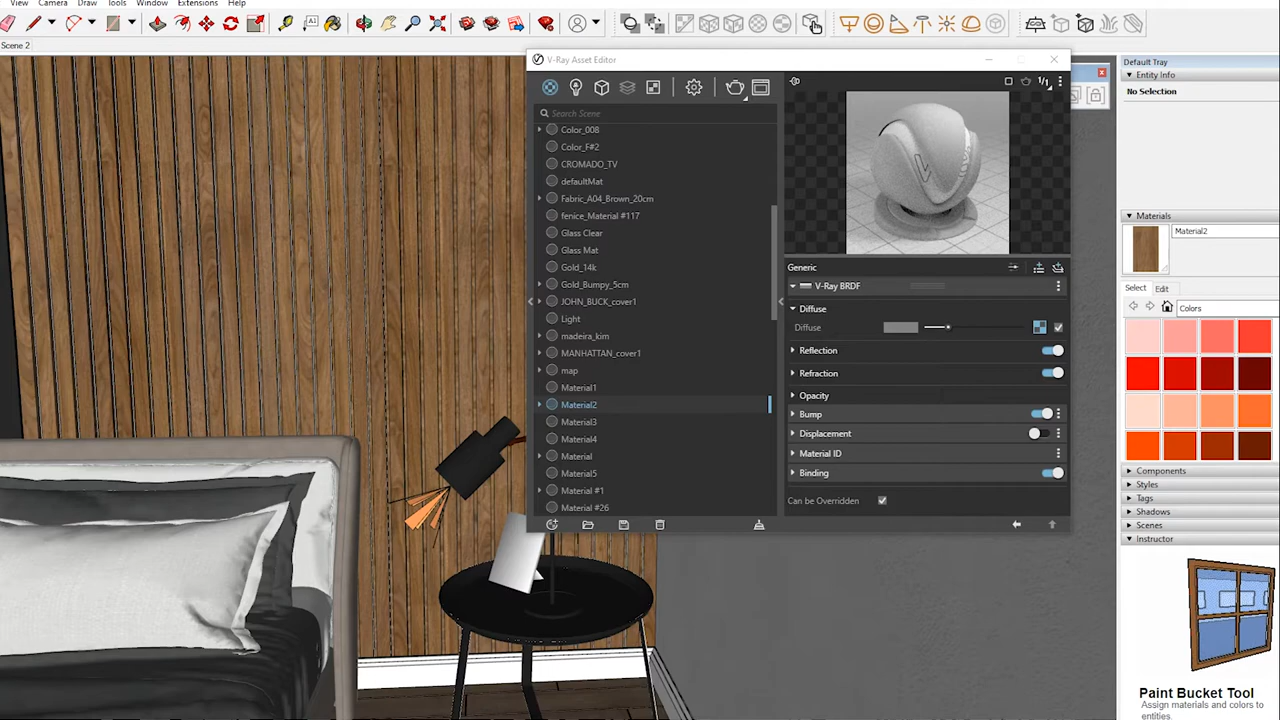 Window
Camera
Draw
Tools
Extensions
Help
Scene 2
V-Ray Asset Editor
Search Scene
Color_008
Color_F#2
CROMADO_TV
defaultMat
Fabric_A04_Brown_20cm
fenice_Material #117
Glass Clear
Glass Mat
Gold_14k
Gold_Bumpy_5cm
JOHN_BUCK_cover1
Light
madeira_kim
MANHATTAN_cover1
map
Material1
Material2
Material3
Material4
Material
Material5
Material #1
Material #26
1/1
Generic
V-Ray BRDF
Diffuse
Diffuse
Reflection
Refraction
Opacity
Bump
Displacement
Material ID
Binding
Can be Overridden
Default Tray
Entity Info
No Selection
Materials
Material2
Select
Edit
Colors
Components
Styles
Tags
Shadows
Scenes
Instructor
Paint Bucket Tool
Assign materials and colors to
entities.